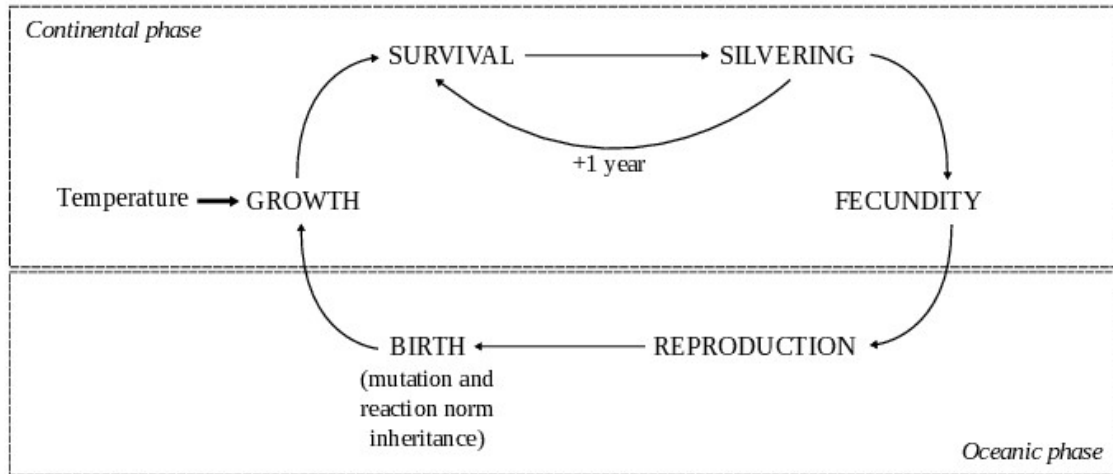 Continental phase
SURVIVAL
SILVERING
+1 year
Temperature
GROWTH
FECUNDITY
BIRTH
REPRODUCTION
(mutation and
reaction norm
inheritance)
Oceanic phase